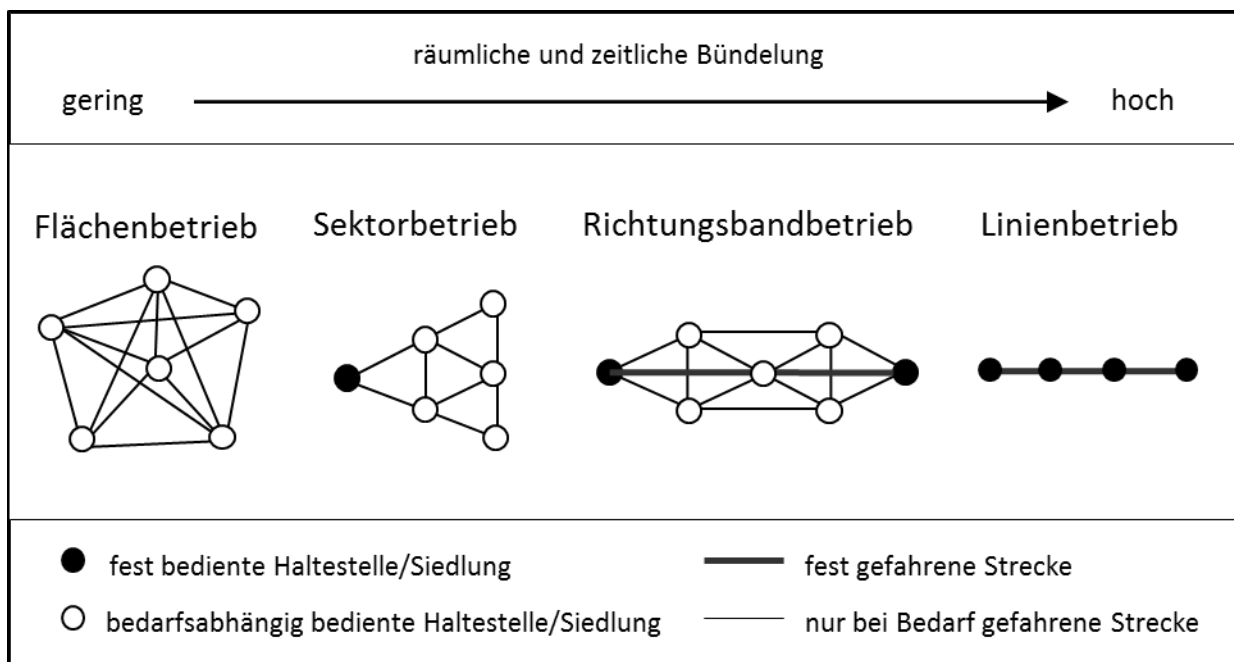 räumliche und zeitliche Bündelung
gering hoch
Flächenbetrieb Sektorbetrieb Richtungsbandbetrieb Linienbetrieb
fest bediente Haltestelle/Siedlung fest gefahrene Strecke
bedarfsabhängig bediente Haltestelle/Siedlung nur bei Bedarf gefahrene Strecke